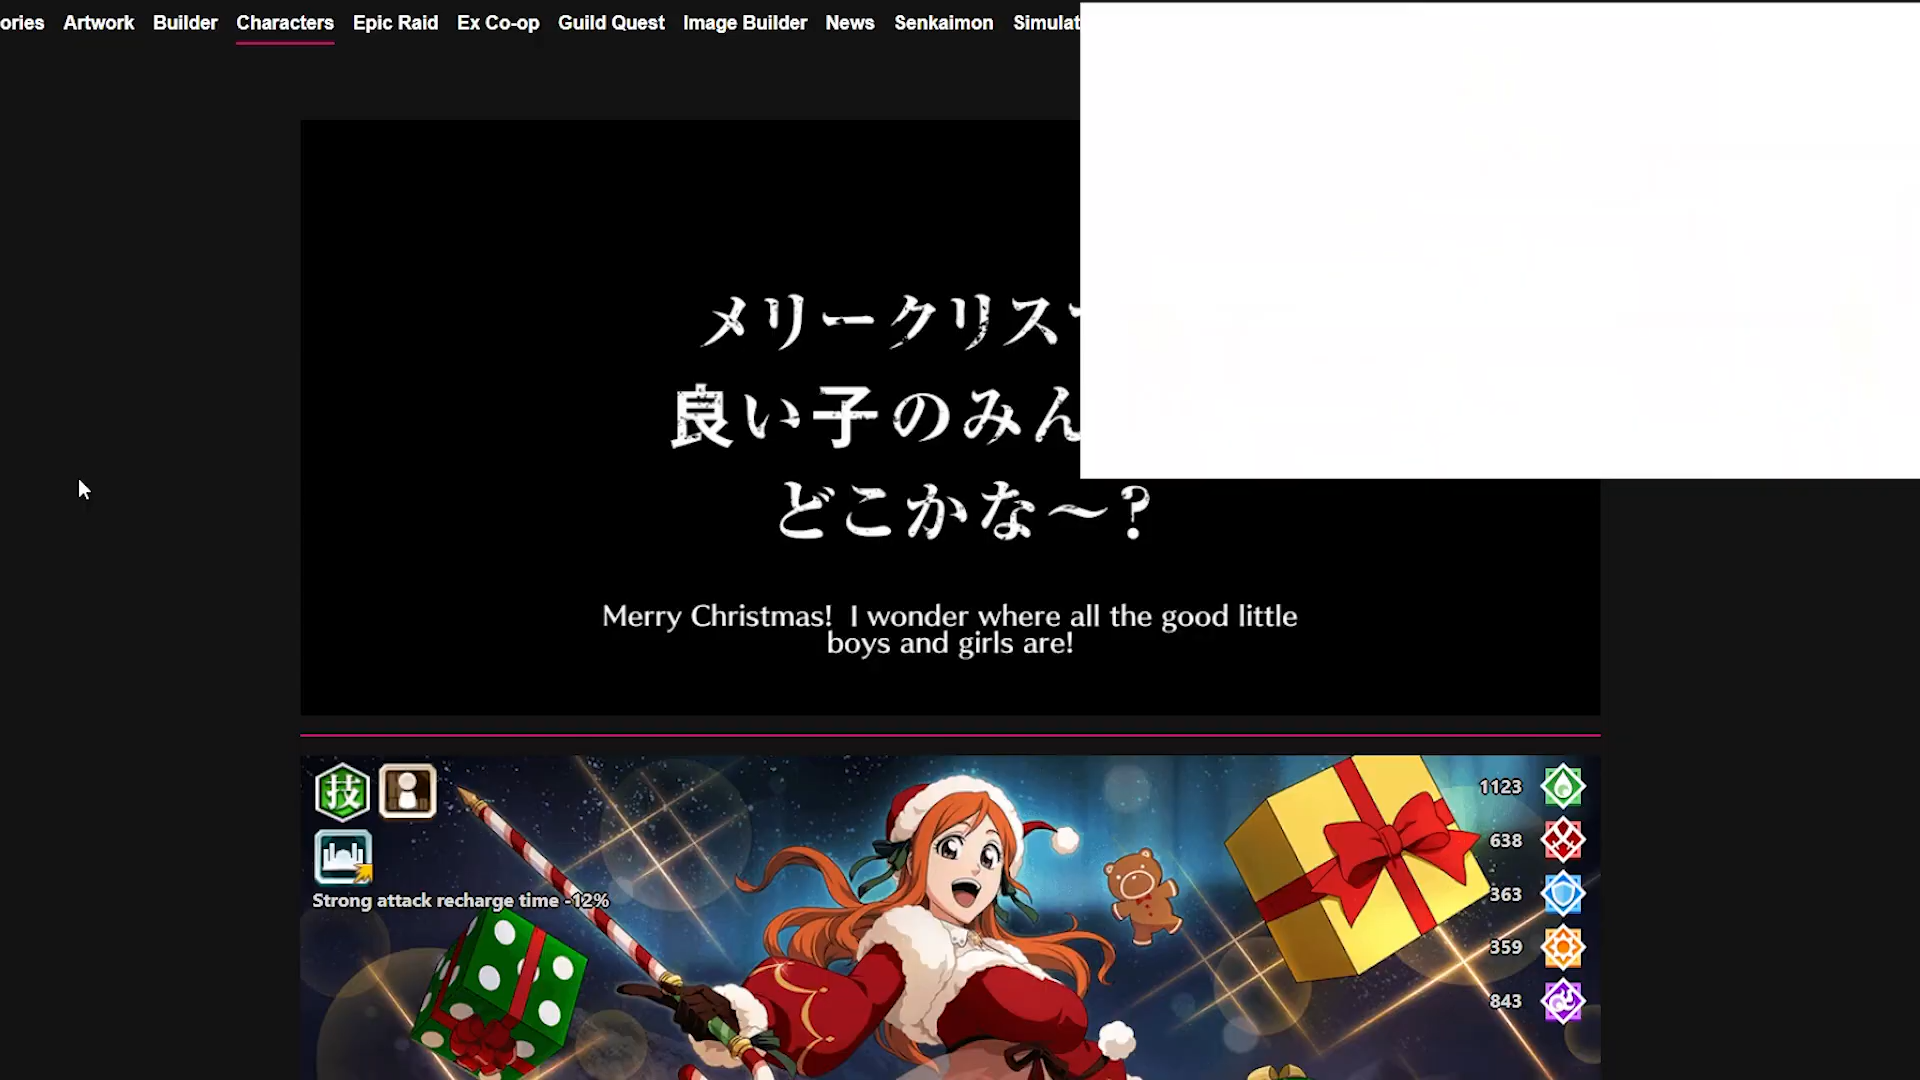 ories Artwork Builder Characters Epic Raid Ex Co-op Guild Quest Image Builder News Senkaimon Simulat
メリークリス
良い子のみん
どこかな〜?
Merry Christmas! I wonder where all the good little
boys and girls are!
技
1123
638
363
Strong attack recharge time -12%
359
843